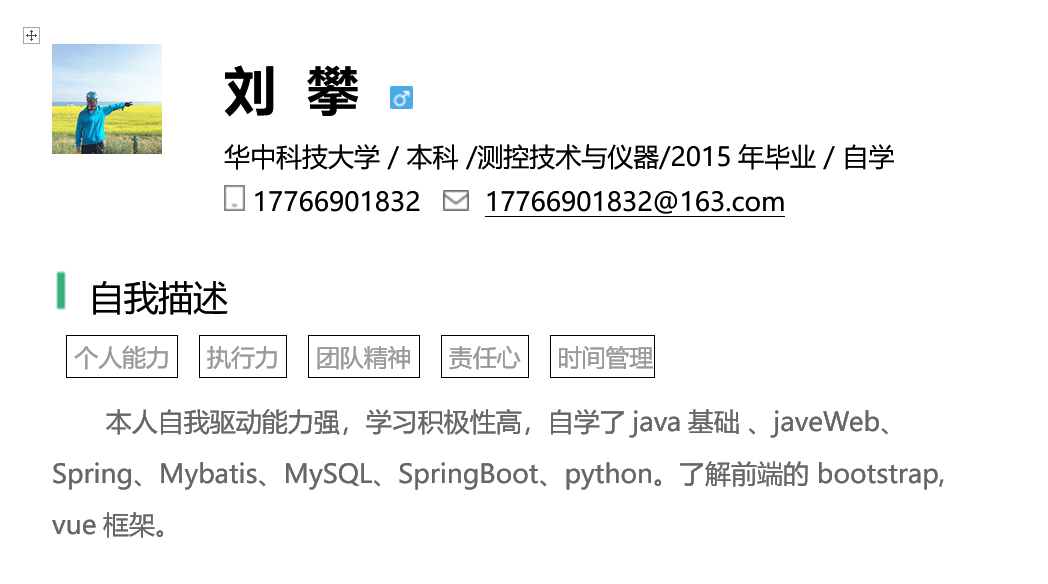 刘 攀
华中科技大学 / 本科 /测控技术与仪器/2015 年毕业 / 自学
17766901832 17766901832@163.com
自我描述
个人能力 执行力 团队精神 责任心 时间管理
本人自我驱动能力强，学习积极性高，自学了 java 基础 、javeWeb、
Spring、Mybatis、MySQL、SpringBoot、python。了解前端的 bootstrap,
vue 框架。